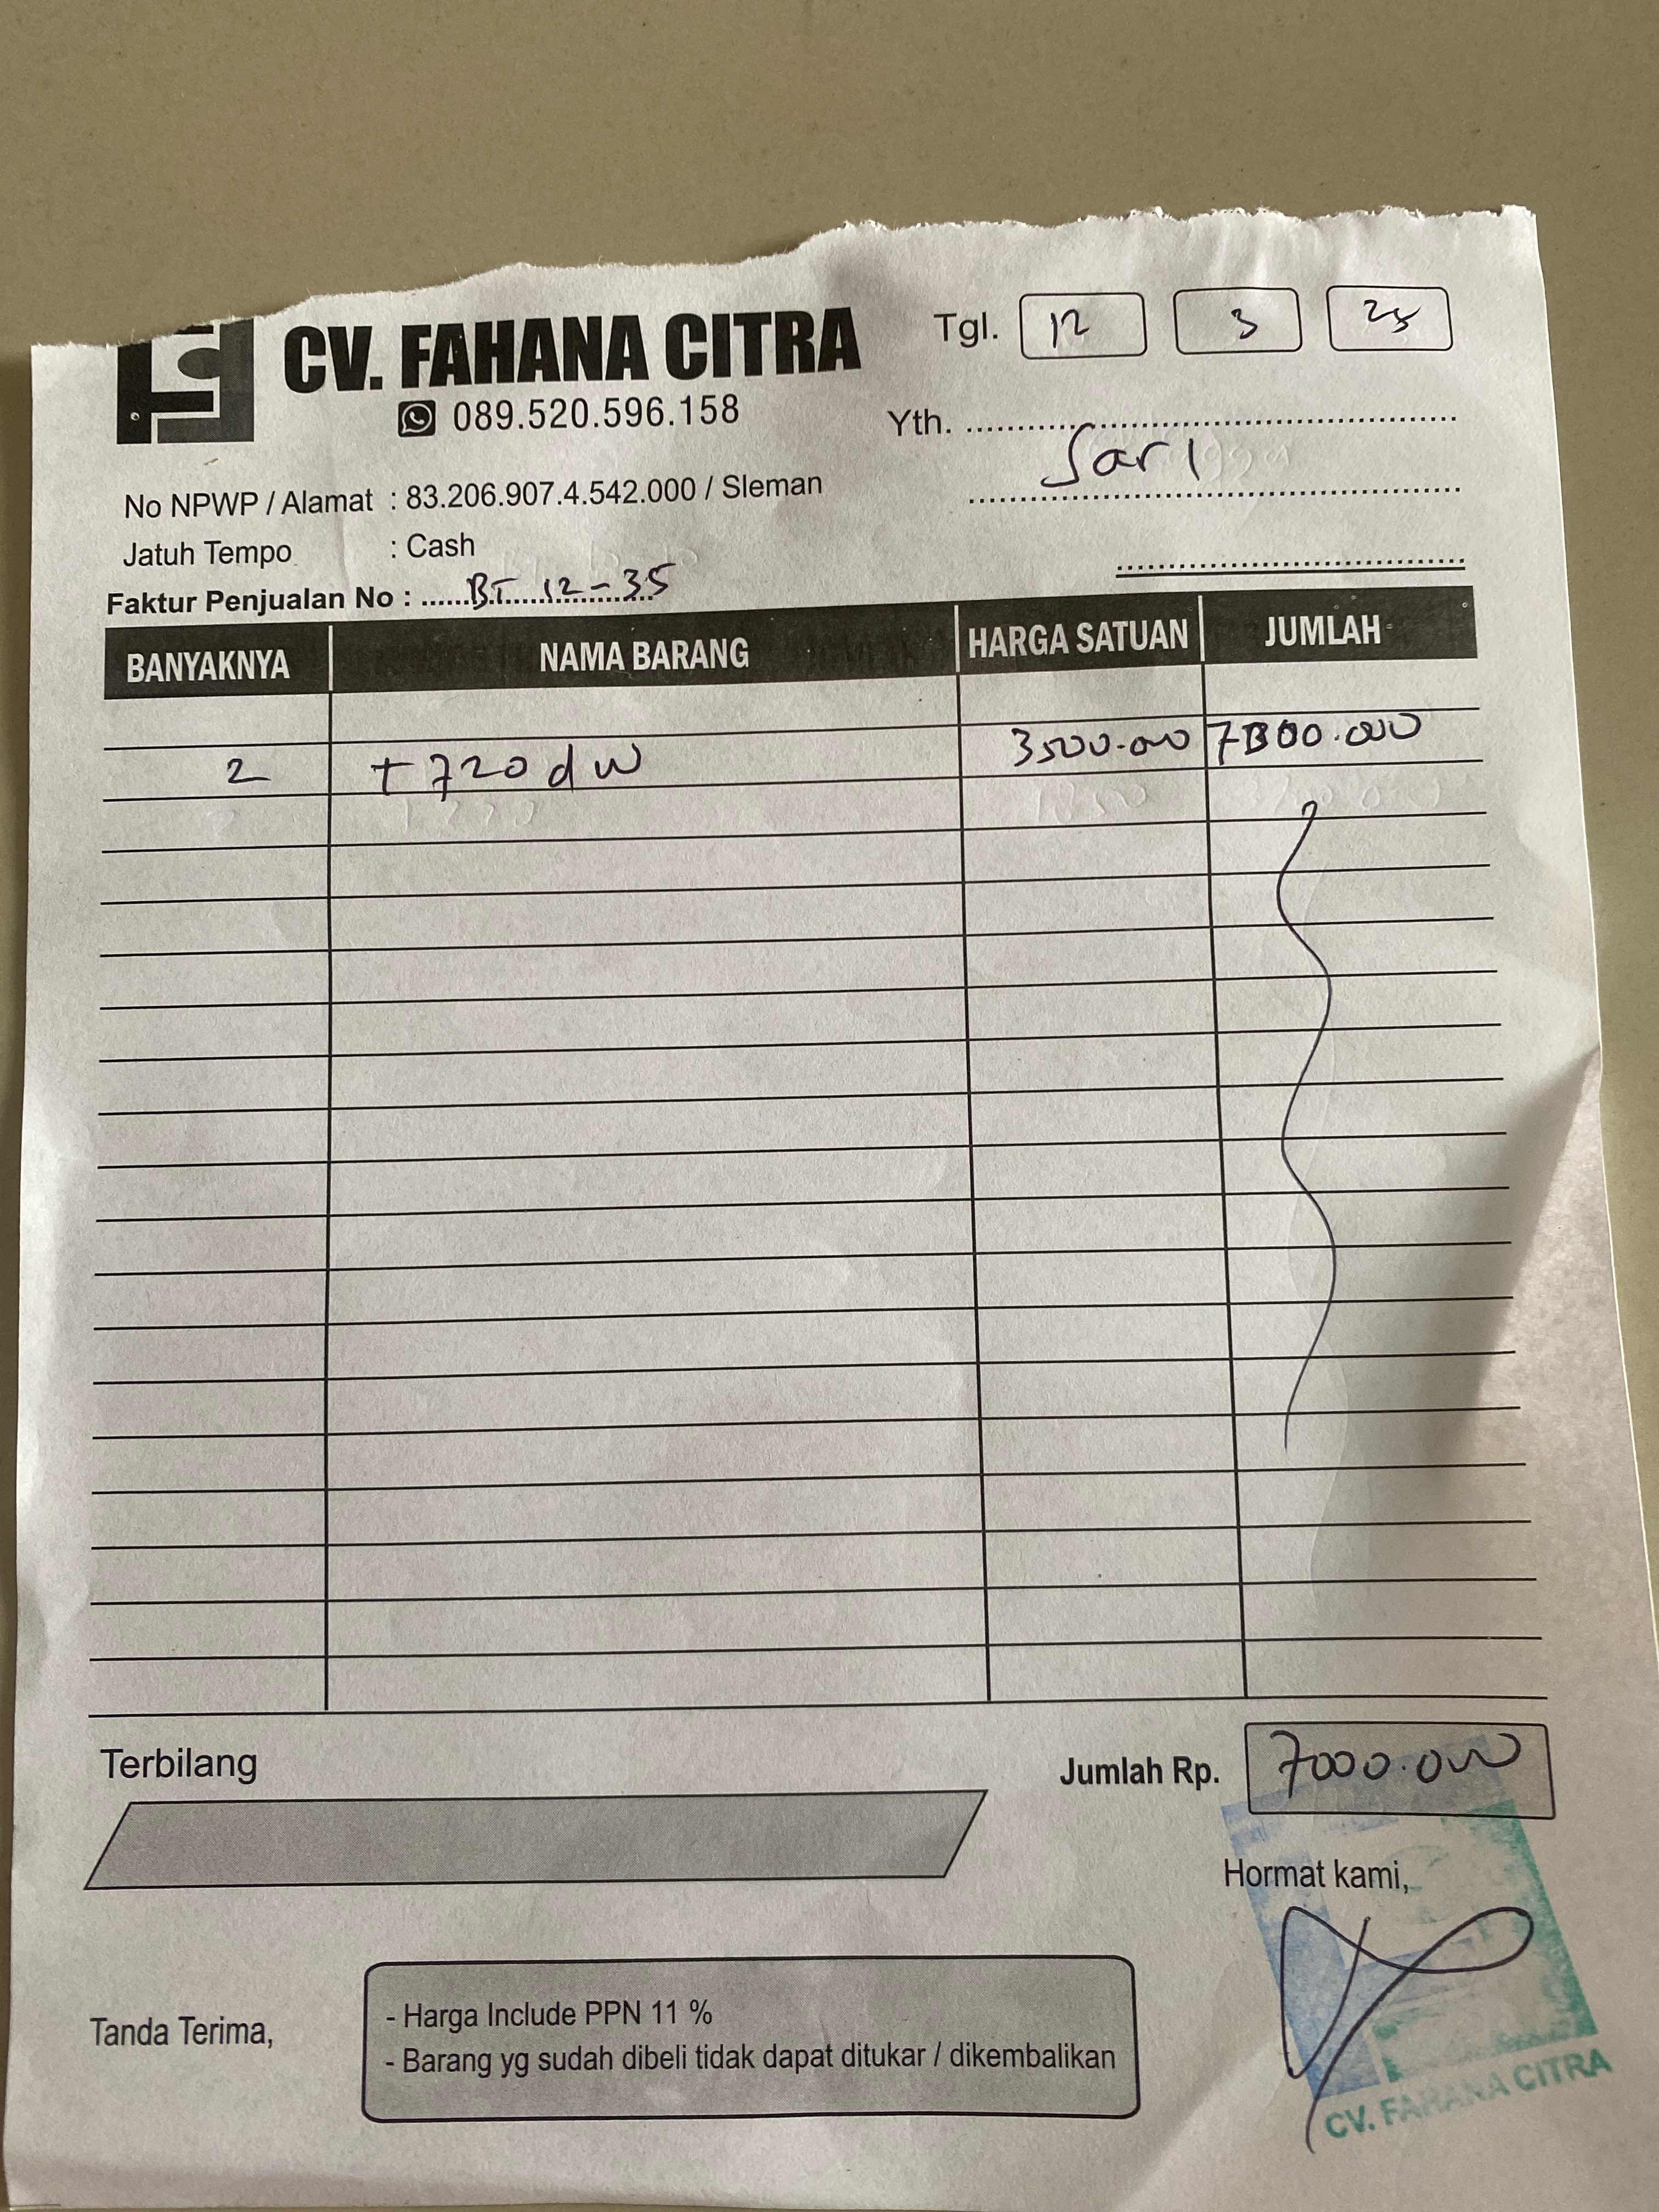 CV. FAHANA CITRA
089.520.596.158
Tgl. 12 3 25
Yth. Sari
No NPWP / Alamat : 83.206.907.4.542.000 / Sleman
Jatuh Tempo : Cash
Faktur Penjualan No : BT 12-35
BANYAKNYA NAMA BARANG HARGA SATUAN JUMLAH
2 T720dw 3500.000 7000.000
Terbilang
Jumlah Rp. 7000.000
Hormat kami,
Tanda Terima,
- Harga Include PPN 11 %
- Barang yg sudah dibeli tidak dapat ditukar / dikembalikan
CV. FAHANA CITRA